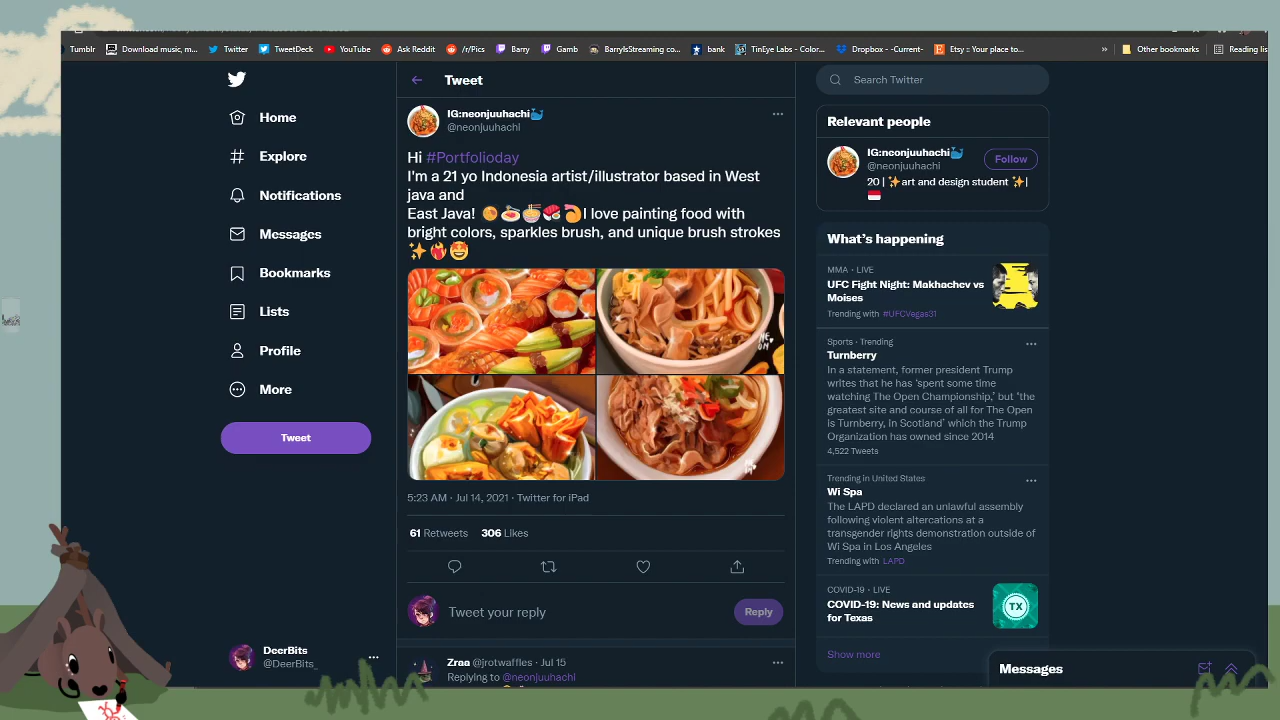 Tumblr
Download music, m...
Twitter
TweetDeck
YouTube
Ask Reddit
/r/Pics
Barry
Gamb
BarryIsStreaming co...
bank
TinEye Labs - Color...
Dropbox - -Current-
Etsy :: Your place to...
»
Other bookmarks
Reading list
Home
Explore
Notifications
Messages
Bookmarks
Lists
Profile
More
Tweet
DeerBits
@DeerBits_
Tweet
IG:neonjuuhachi🐳
@neonjuuhachi
Hi #Portfolioday
I'm a 21 yo Indonesia artist/illustrator based in West
java and
East Java! 🥘🍝🍜🍣🍤I love painting food with
bright colors, sparkles brush, and unique brush strokes
✨❤️‍🔥🤩
5:23 AM · Jul 14, 2021 · Twitter for iPad
61 Retweets 306 Likes
Tweet your reply
Reply
Zraa @jrotwaffles · Jul 15
Replying to @neonjuuhachi
Search Twitter
Relevant people
IG:neonjuuhachi🐳
@neonjuuhachi
Follow
20 | ✨art and design student ✨|
🇮🇩
What's happening
MMA · LIVE
UFC Fight Night: Makhachev vs
Moises
Trending with #UFCVegas31
Sports · Trending
Turnberry
In a statement, former president Trump
writes that he has 'spent some time
watching The Open Championship,' but 'the
greatest site and course of all for The Open
is Turnberry, in Scotland' which the Trump
Organization has owned since 2014
4,522 Tweets
Trending in United States
Wi Spa
The LAPD declared an unlawful assembly
following violent altercations at a
transgender rights demonstration outside of
Wi Spa in Los Angeles
Trending with LAPD
COVID-19 · LIVE
COVID-19: News and updates
for Texas
TX
Show more
Messages